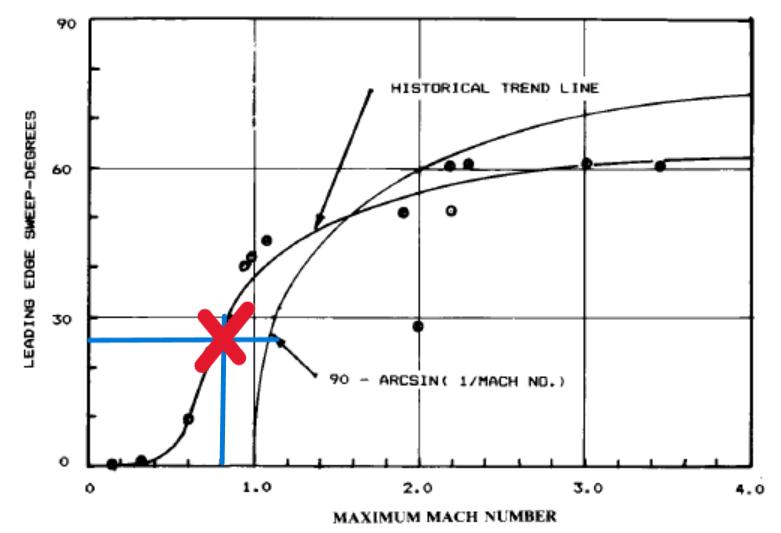 90
HISTORICAL TREND LINE
60
LEADING EDGE SWEEP-DEGREES
30
90 - ARCSIN( 1/MACH NO.)
0
0 1.0 2.0 3.0 4.0
MAXIMUM MACH NUMBER